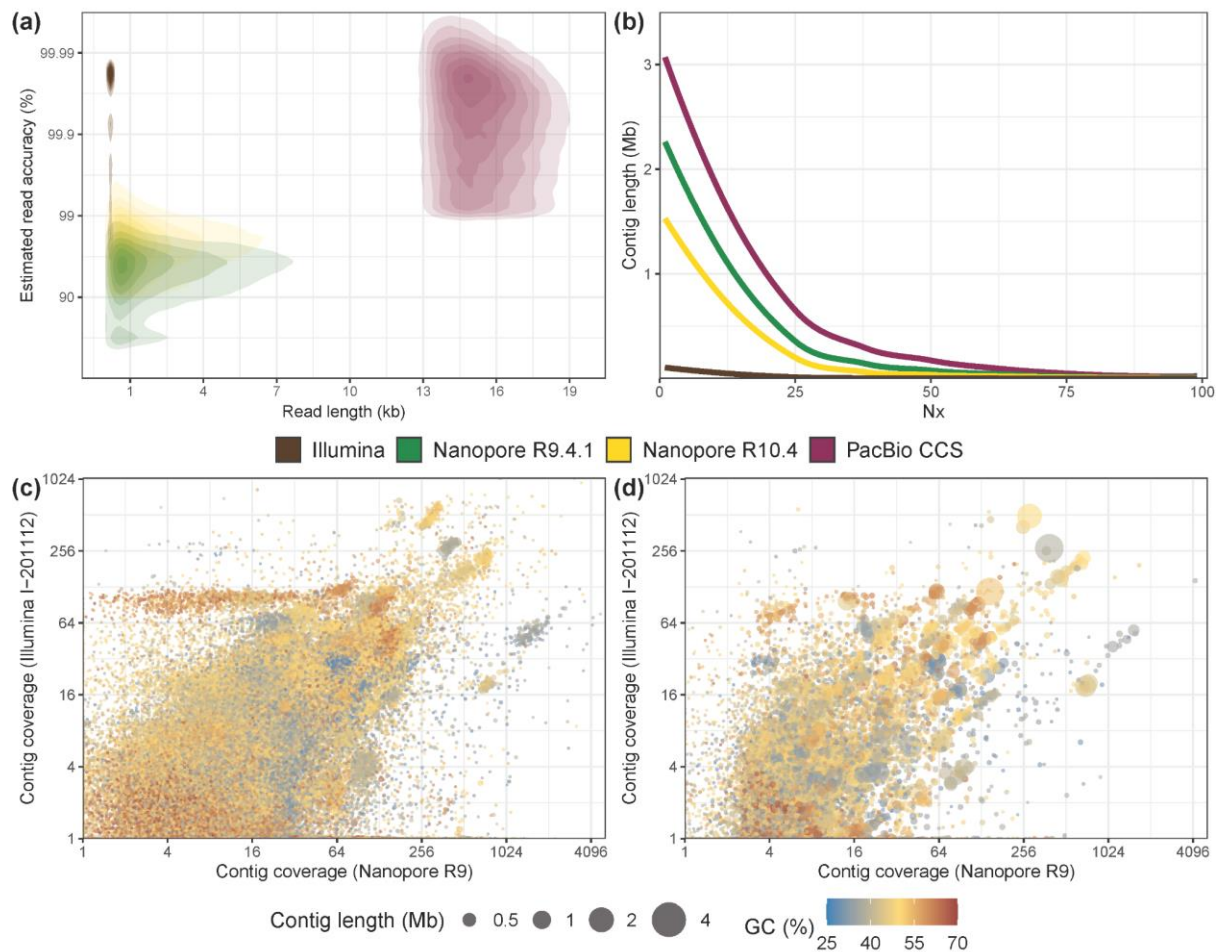 (a)
99.99
99.9
99
90
Estimated read accuracy (%)
1 4 7 10 13 16 19
Read length (kb)
(b)
3
2
1
Contig length (Mb)
0 25 50 75 100
Nx
Illumina Nanopore R9.4.1 Nanopore R10.4 PacBio CCS
(c)
1024
256
64
16
4
1
Contig coverage (Illumina I-201112)
1 4 16 64 256 1024 4096
Contig coverage (Nanopore R9)
(d)
1024
256
64
16
4
1
Contig coverage (Illumina I-201112)
1 4 16 64 256 1024 4096
Contig coverage (Nanopore R9)
Contig length (Mb) 0.5 1 2 4
GC (%)
25 40 55 70